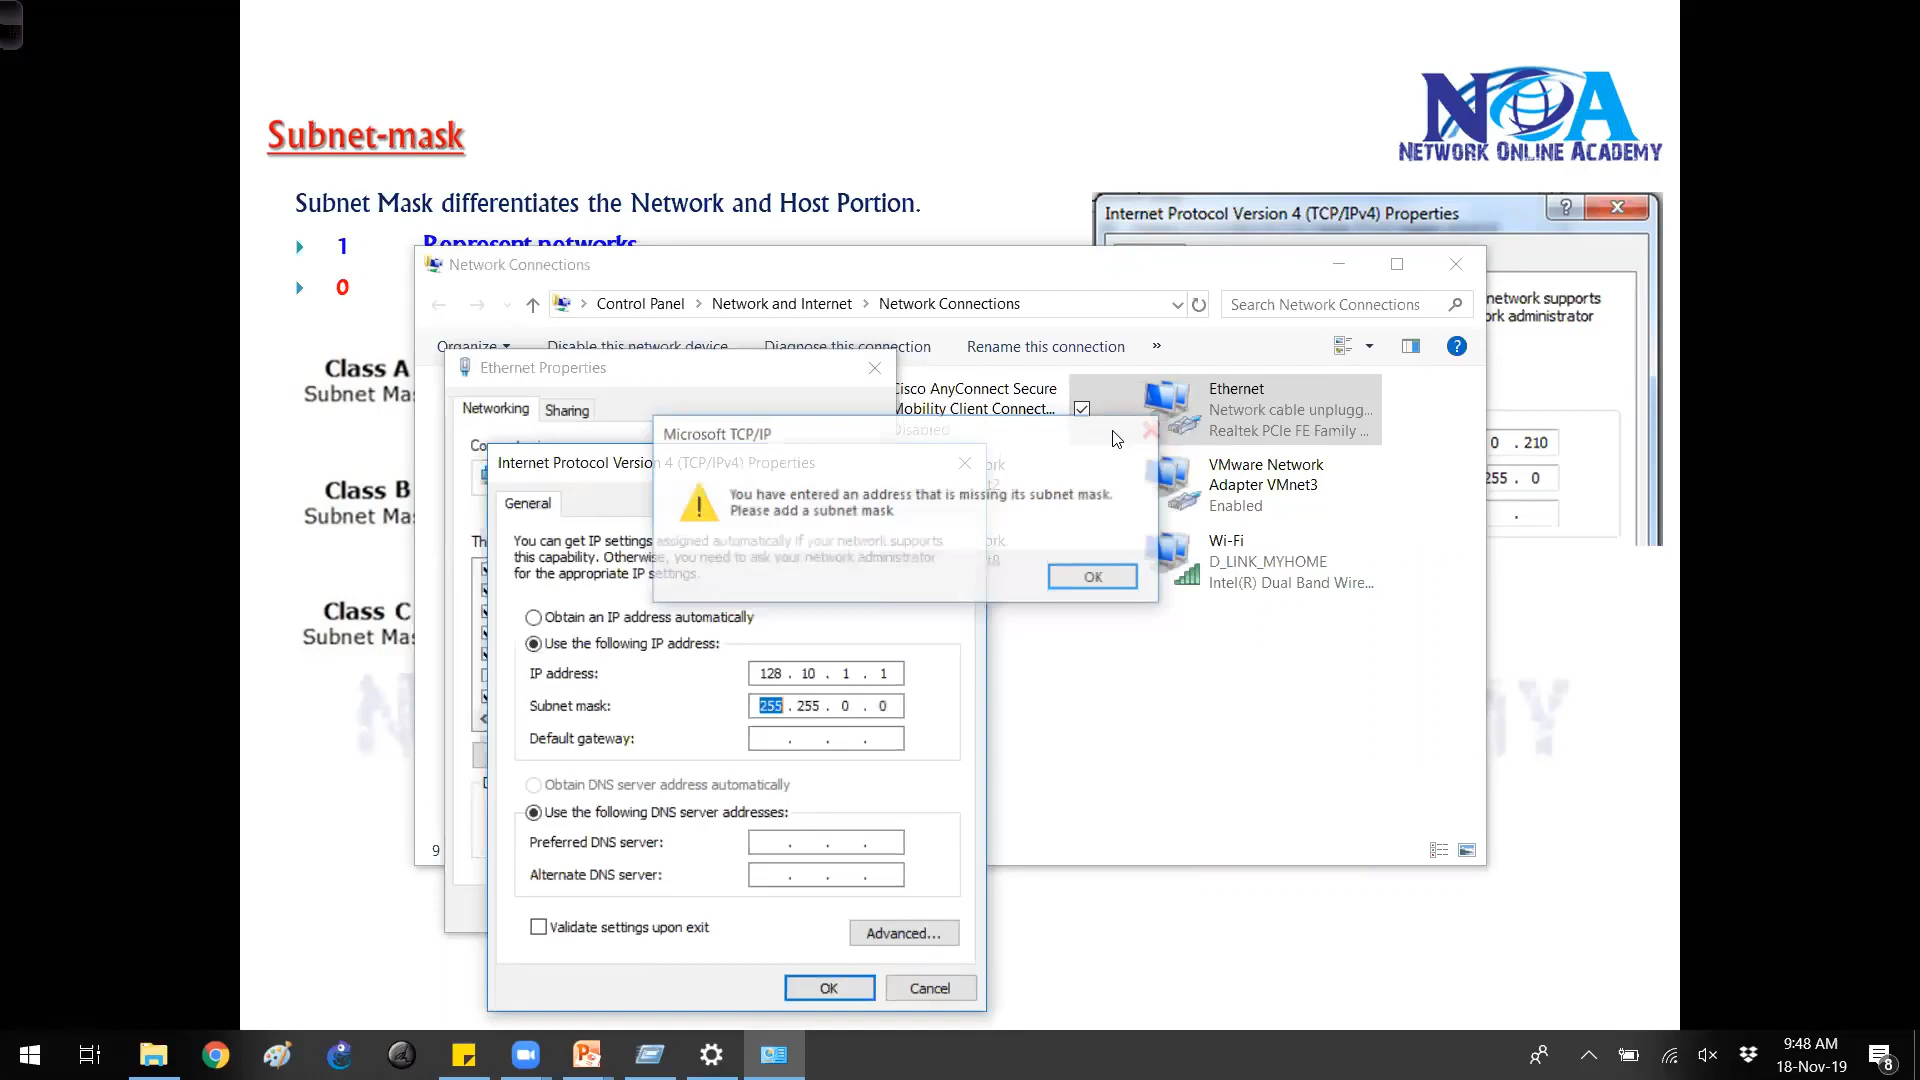 NOA
NETWORK ONLINE ACADEMY
Subnet-mask
Subnet Mask differentiates the Network and Host Portion.
1 Represent networks
0
Class A
Subnet Mas
Class B
Subnet Mas
Class C
Subnet Mas
Internet Protocol Version 4 (TCP/IPv4) Properties
network supports
ork administrator
0 . 210
255 . 0
.
Network Connections
Control Panel > Network and Internet > Network Connections
Search Network Connections
Organize Disable this network device Diagnose this connection Rename this connection »
Cisco AnyConnect Secure
Mobility Client Connect...
Disabled
Ethernet
Network cable unplugg...
Realtek PCIe FE Family ...
VMware Network
Adapter VMnet3
Enabled
Wi-Fi
D_LINK_MYHOME
Intel(R) Dual Band Wire...
9
Ethernet Properties
Networking Sharing
Microsoft TCP/IP
You have entered an address that is missing its subnet mask.
Please add a subnet mask
OK
Internet Protocol Version 4 (TCP/IPv4) Properties
General
You can get IP settings assigned automatically if your network supports
this capability. Otherwise, you need to ask your network administrator
for the appropriate IP settings.
Obtain an IP address automatically
Use the following IP address:
IP address: 128 . 10 . 1 . 1
Subnet mask: 255 . 255 . 0 . 0
Default gateway: . . .
Obtain DNS server address automatically
Use the following DNS server addresses:
Preferred DNS server: . . .
Alternate DNS server: . . .
Validate settings upon exit
Advanced...
OK Cancel
9:48 AM
18-Nov-19
8